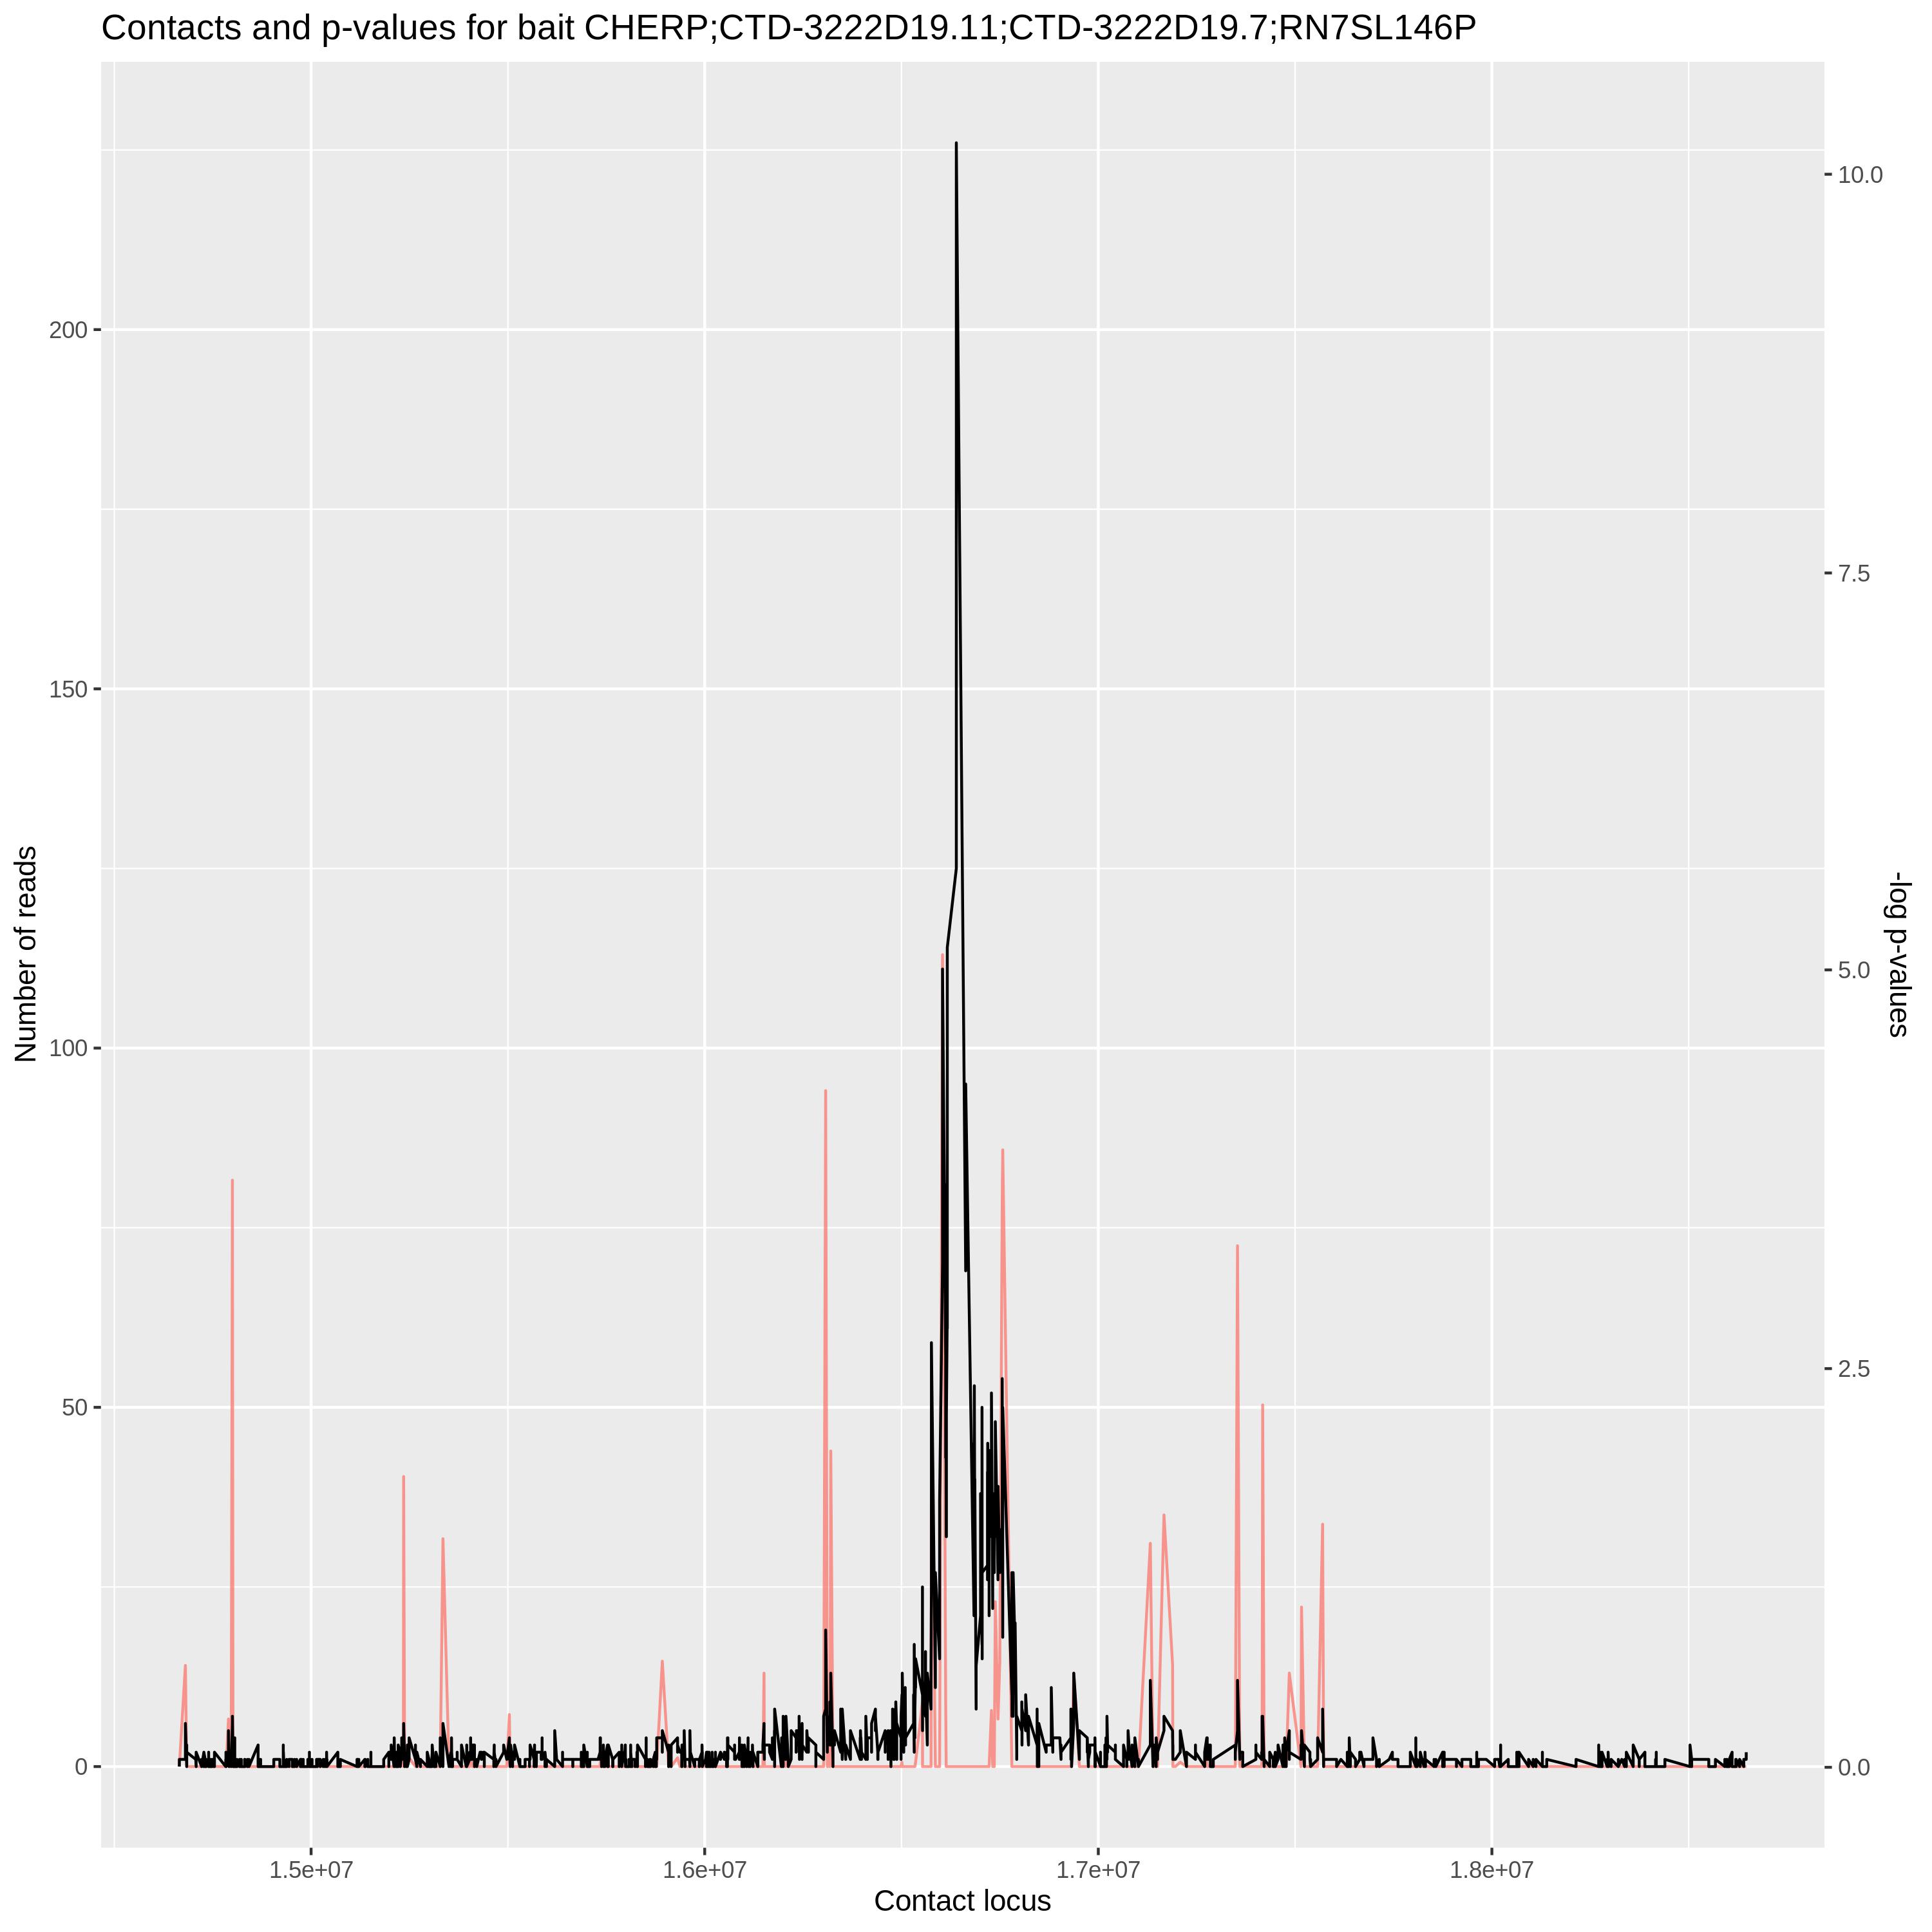 Contacts and p-values for bait CHERP;CTD-3222D19.11;CTD-3222D19.7;RN7SL146P
Number of reads
200
150
100
50
0
10.0
7.5
5.0
2.5
0.0
-log p-values
1.5e+07
1.6e+07
1.7e+07
1.8e+07
Contact locus